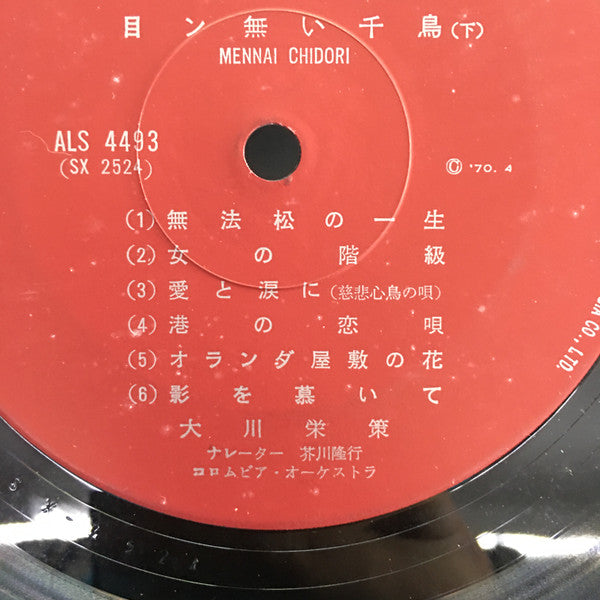 目ン無い千鳥(下)
MENNAI CHIDORI
ALS 4493
(SX 2524)
Ⓒ '70. 4
(1) 無法松の一生
(2) 女の階級
(3) 愛と涙に(慈悲心鳥の唄)
(4) 港の恋唄
(5) オランダ屋敷の花
(6) 影を慕いて
大川栄策
ナレーター 芥川隆行
コロムビア・オーケストラ
CO., LTD.